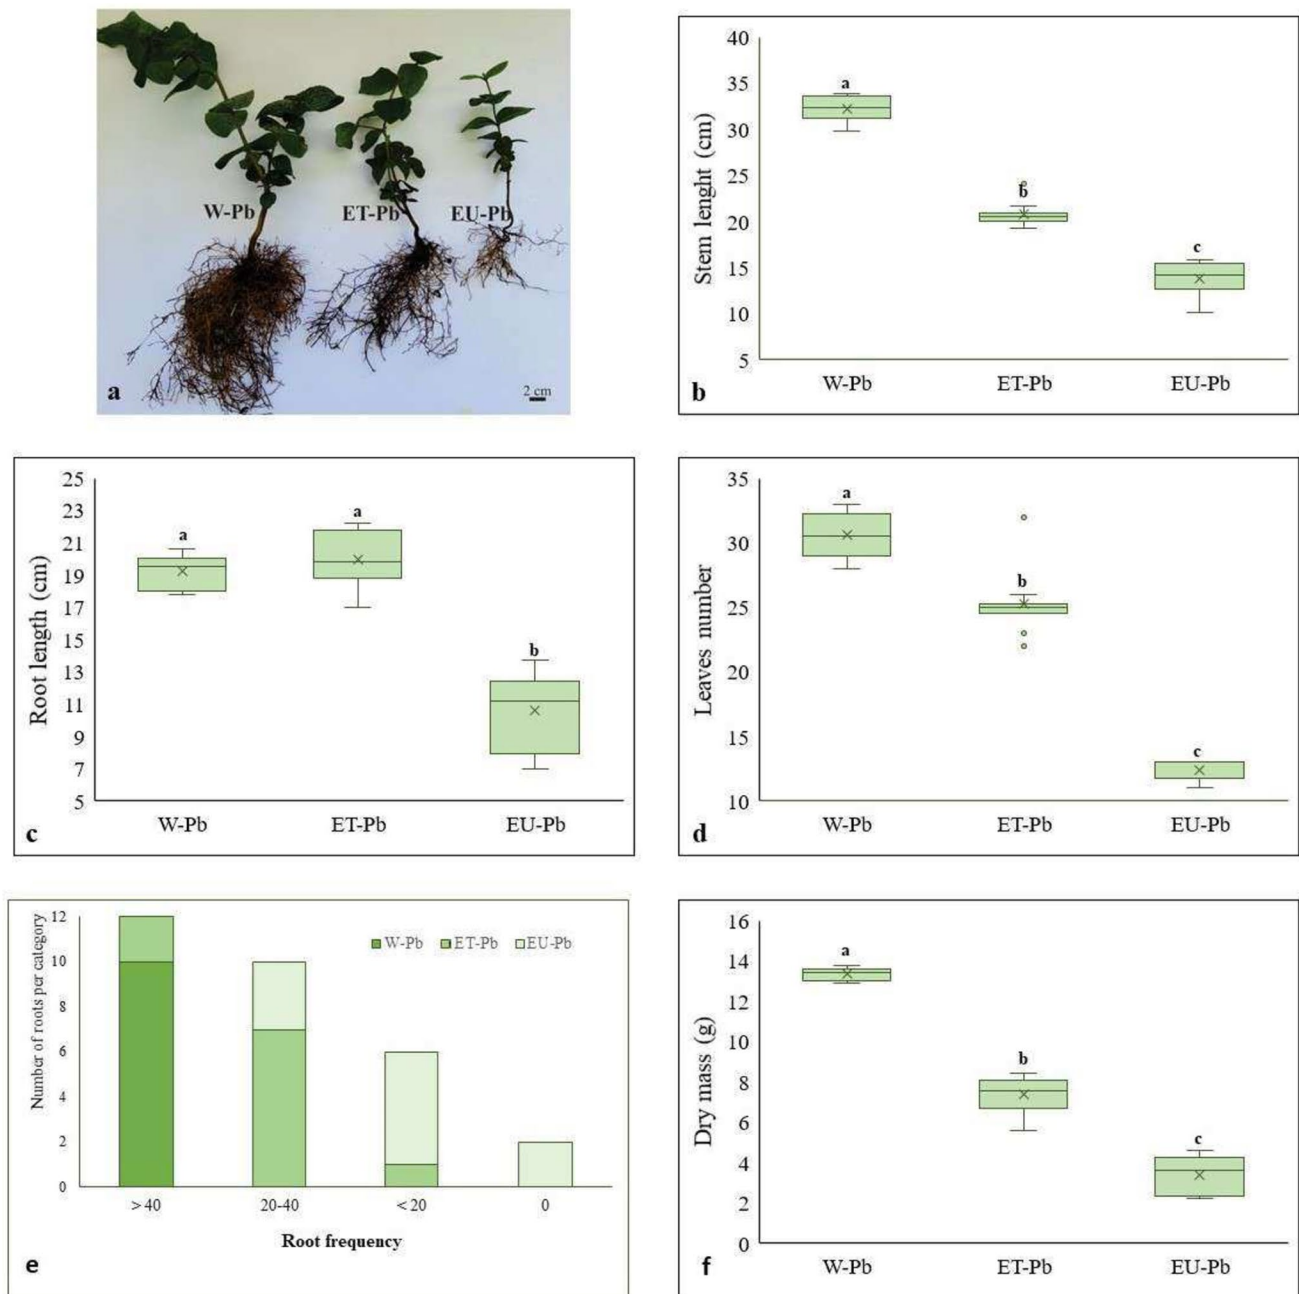 W-Pb
ET-Pb
EU-Pb
2 cm
a
40
35
30
25
20
15
10
5
Stem lenght (cm)
a
b
c
W-Pb ET-Pb EU-Pb
b
25
23
21
19
17
15
13
11
9
7
5
Root length (cm)
a
a
b
W-Pb ET-Pb EU-Pb
c
35
30
25
20
15
10
Leaves number
a
b
c
W-Pb ET-Pb EU-Pb
d
12
10
8
6
4
2
0
Number of roots per category
W-Pb ET-Pb EU-Pb
> 40 20-40 < 20 0
Root frequency
e
16
14
12
10
8
6
4
2
0
Dry mass (g)
a
b
c
W-Pb ET-Pb EU-Pb
f